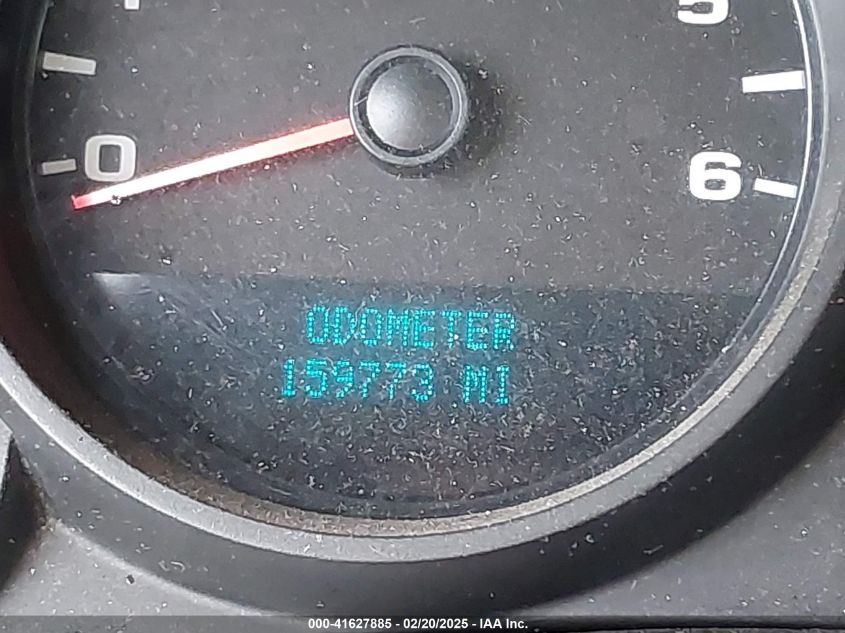 5
0
6
ODOMETER
159773 MI
000-41627885 - 02/20/2025 - IAA Inc.